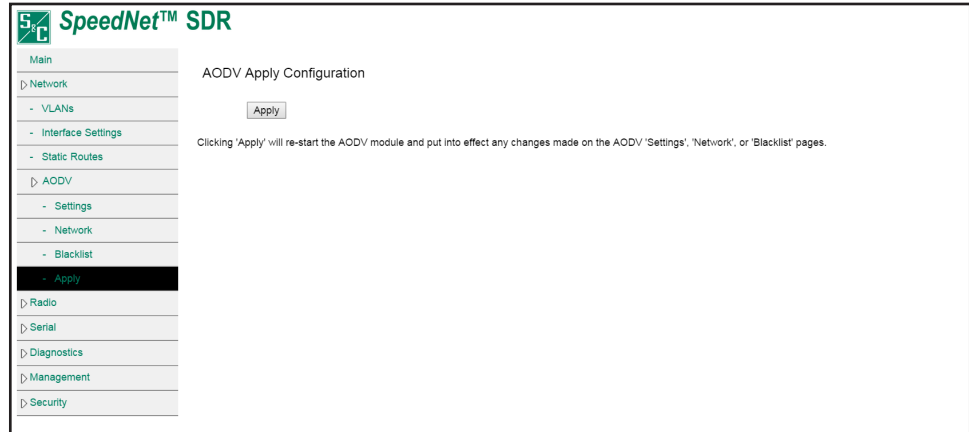 S&C SpeedNet™ SDR
Main
Network
- VLANs
- Interface Settings
- Static Routes
AODV
- Settings
- Network
- Blacklist
- Apply
Radio
Serial
Diagnostics
Management
Security
AODV Apply Configuration
Apply
Clicking 'Apply' will re-start the AODV module and put into effect any changes made on the AODV 'Settings', 'Network', or 'Blacklist' pages.